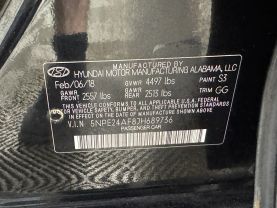 HYUNDAI MOTOR MANUFACTURING ALABAMA, LLC
Feb/06/18 GVWR 4497 lbs PAINT S3
GAWR FRONT 2557 lbs GAWR REAR 2513 lbs TRIM GG
THIS VEHICLE CONFORMS TO ALL APPLICABLE
FEDERAL MOTOR VEHICLE SAFETY, BUMPER,
AND THEFT PREVENTION STANDARDS IN EFFECT
ON THE DATE OF MANUFACTURE SHOWN ABOVE.
V.I.N 5NPE24AF8JH689736
PASSENGER CAR